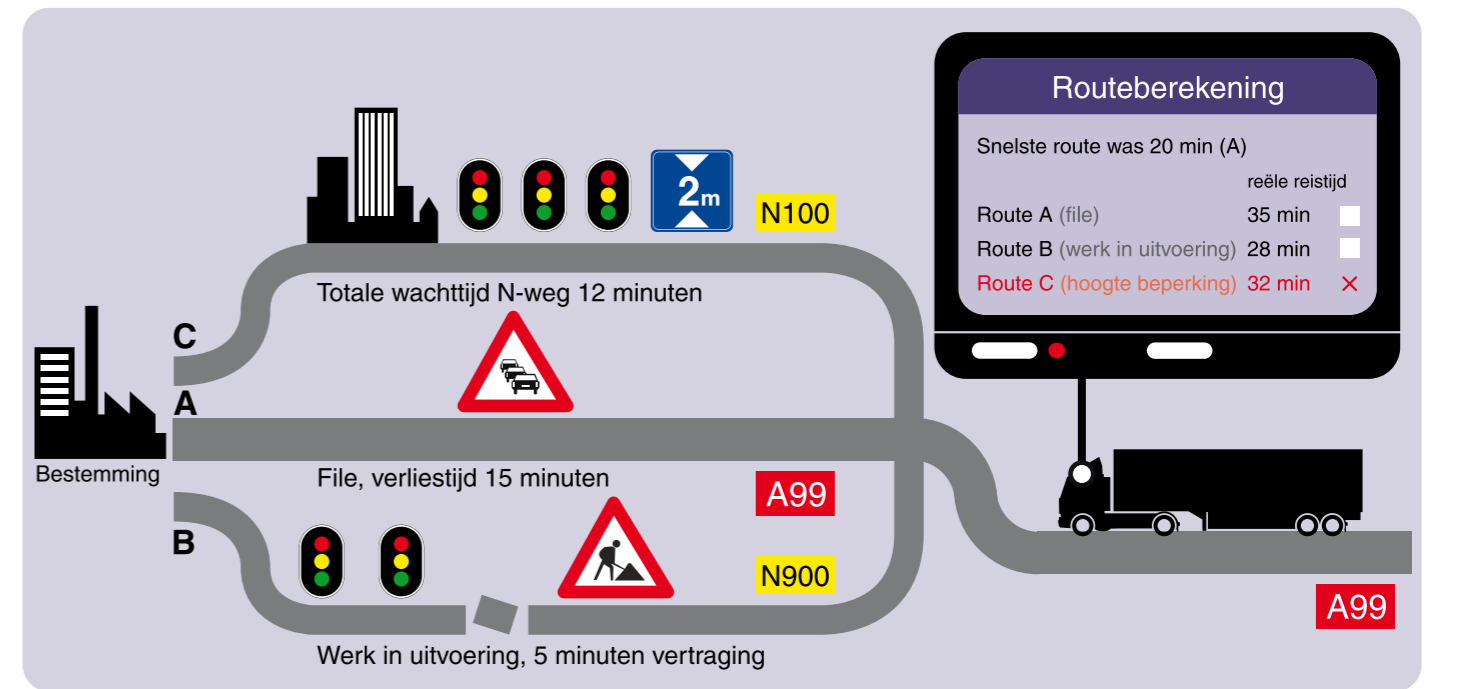 Routeberekening
Snelste route was 20 min (A)
reële reistijd
Route A (file) 35 min
Route B (werk in uitvoering) 28 min
Route C (hoogte beperking) 32 min
2m
N100
Totale wachttijd N-weg 12 minuten
C
A
Bestemming
File, verliestijd 15 minuten
A99
B
N900
A99
Werk in uitvoering, 5 minuten vertraging